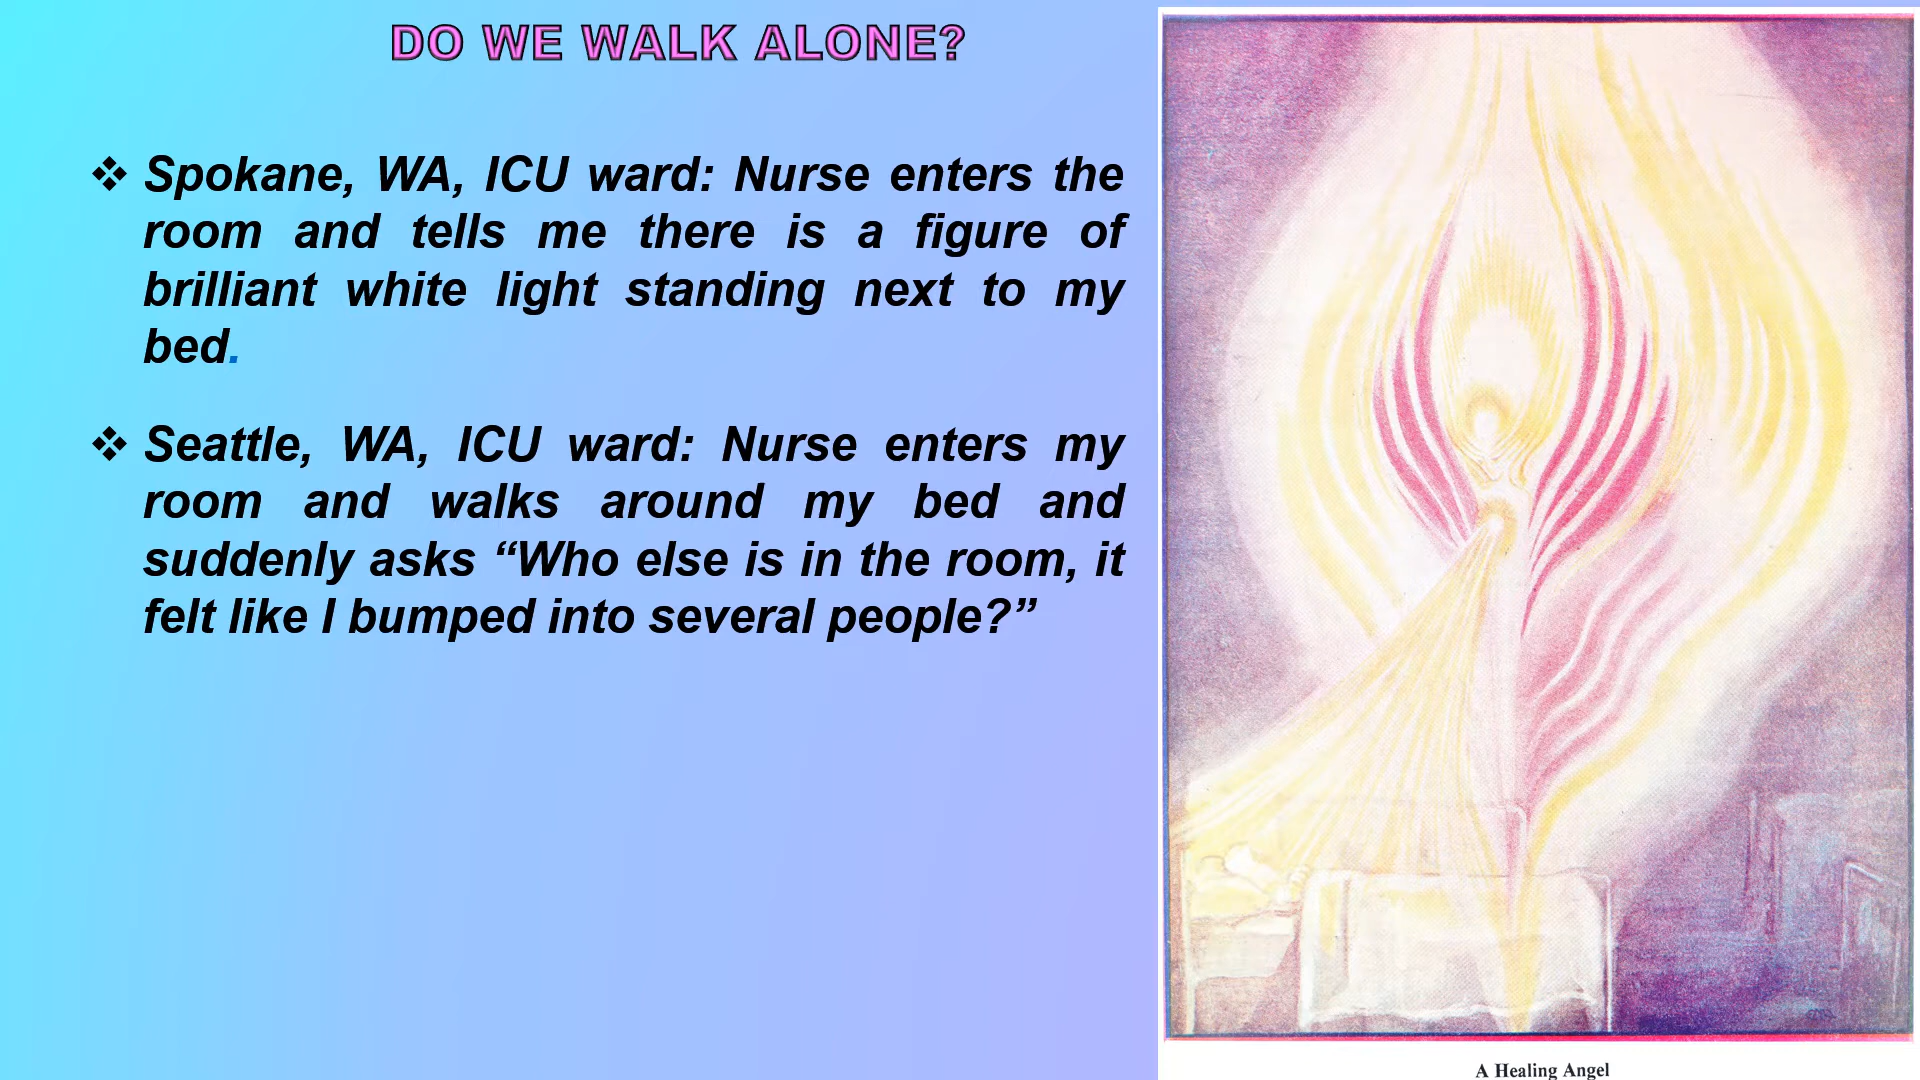 DO WE WALK ALONE?
❖ Spokane, WA, ICU ward: Nurse enters the
room and tells me there is a figure of
brilliant white light standing next to my
bed.
❖ Seattle, WA, ICU ward: Nurse enters my
room and walks around my bed and
suddenly asks “Who else is in the room, it
felt like I bumped into several people?”
A Healing Angel